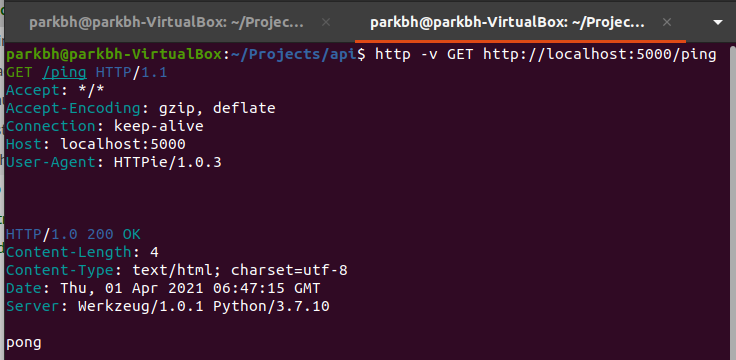 parkbh@parkbh-VirtualBox: ~/Projec... × parkbh@parkbh-VirtualBox: ~/Projec... ×
parkbh@parkbh-VirtualBox:~/Projects/api$ http -v GET http://localhost:5000/ping
GET /ping HTTP/1.1
Accept: */*
Accept-Encoding: gzip, deflate
Connection: keep-alive
Host: localhost:5000
User-Agent: HTTPie/1.0.3
HTTP/1.0 200 OK
Content-Length: 4
Content-Type: text/html; charset=utf-8
Date: Thu, 01 Apr 2021 06:47:15 GMT
Server: Werkzeug/1.0.1 Python/3.7.10
pong